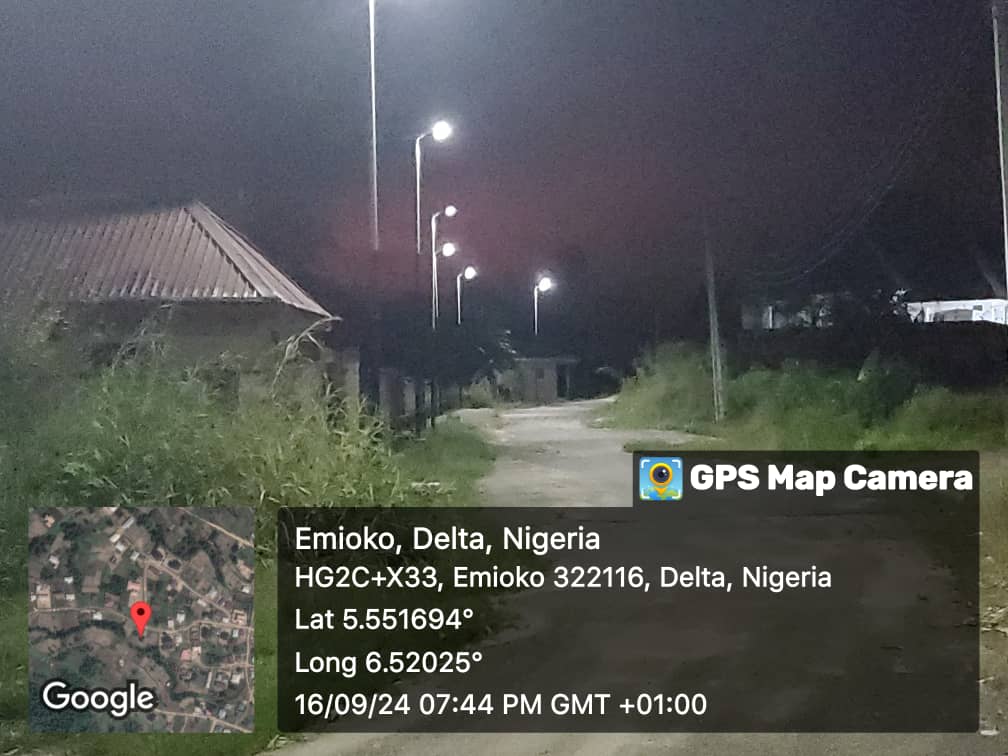 GPS Map Camera
Emioko, Delta, Nigeria
HG2C+X33, Emioko 322116, Delta, Nigeria
Lat 5.551694°
Long 6.52025°
16/09/24 07:44 PM GMT +01:00
Google